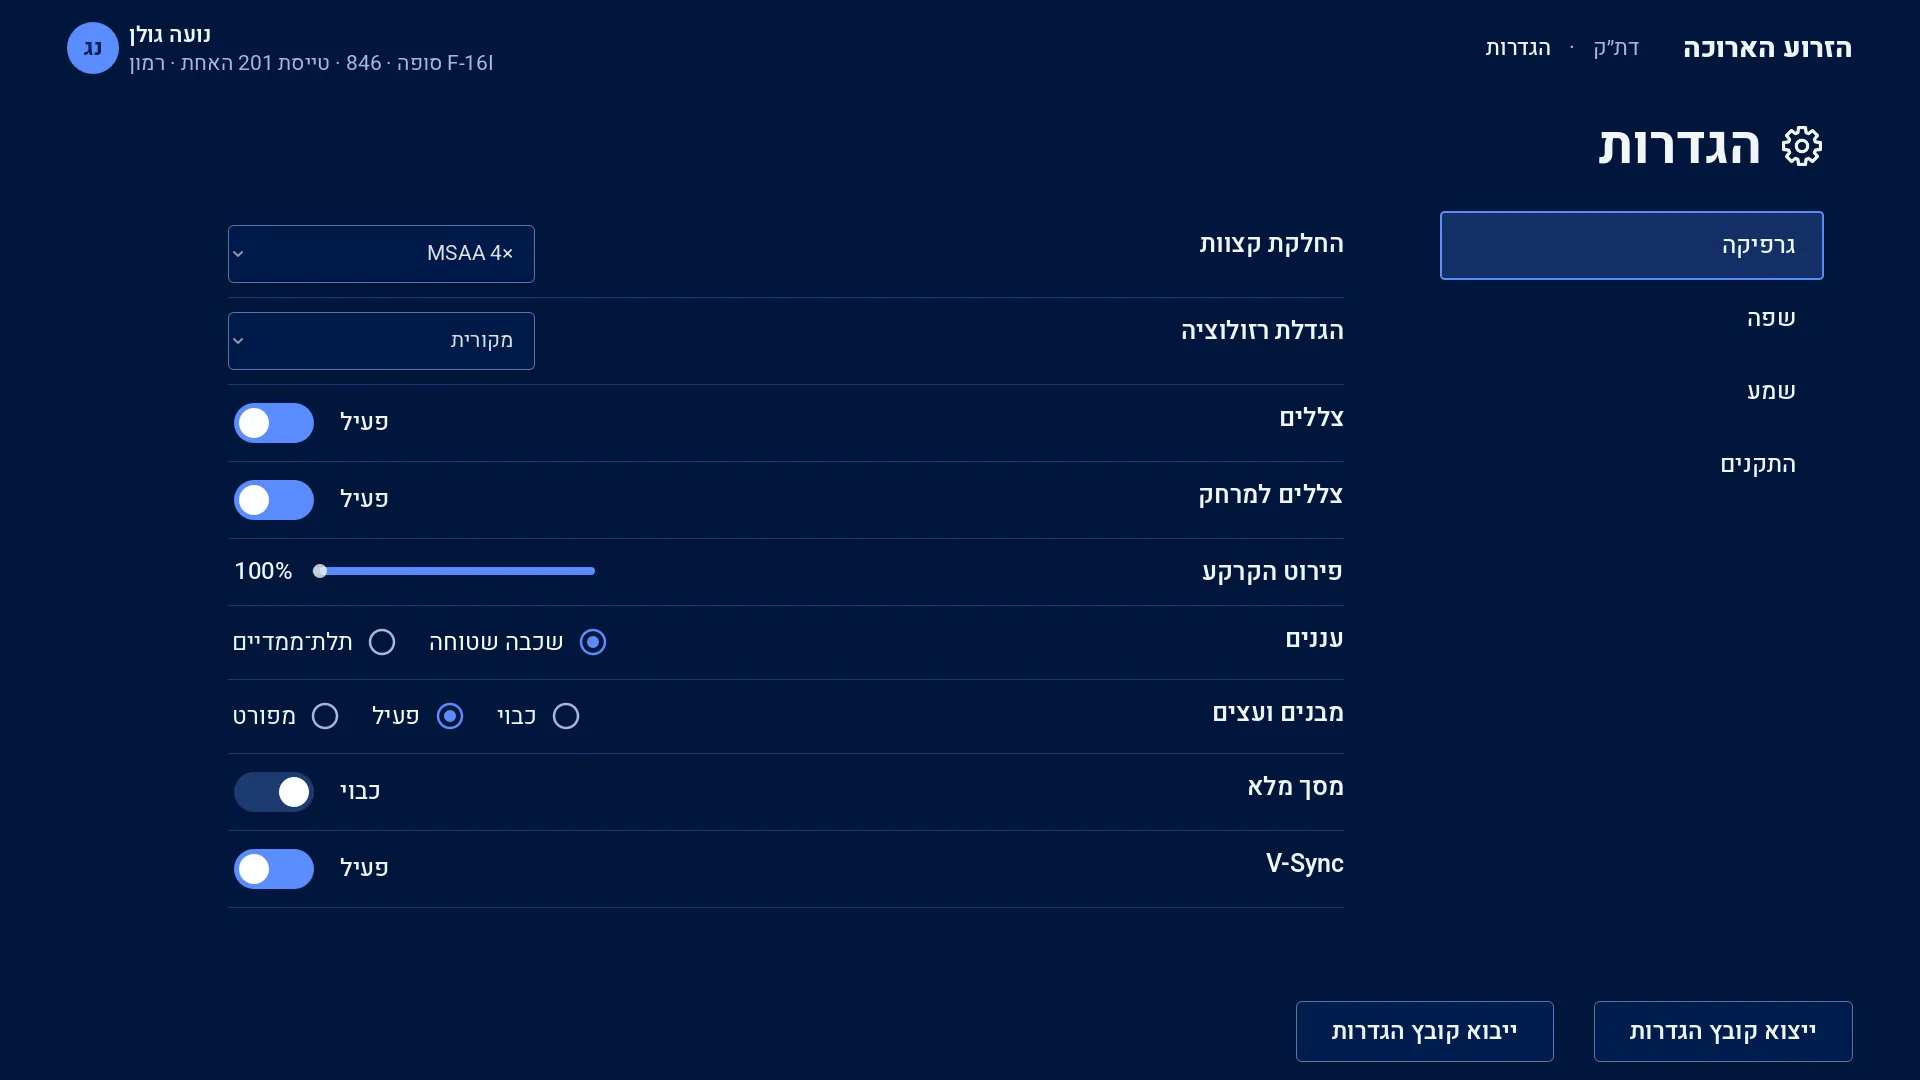 הזרוע הארוכה
דת״ק · הגדרות
נועה גולן
F-16I סופה · 846 · טייסת 201 האחת · רמון
נג
הגדרות
גרפיקה
שפה
שמע
התקנים
החלקת קצוות
MSAA 4×
הגדלת רזולוציה
מקורית
צללים
פעיל
צללים למרחק
פעיל
פירוט הקרקע
100%
עננים
שכבה שטוחה
תלת־ממדיים
מבנים ועצים
כבוי
פעיל
מפורט
מסך מלא
כבוי
V-Sync
פעיל
ייצוא קובץ הגדרות
ייבוא קובץ הגדרות